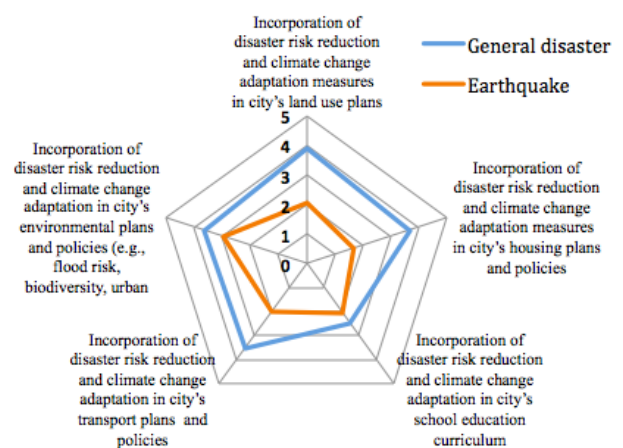 Incorporation of
disaster risk reduction
and climate change
adaptation measures
in city's land use plans
General disaster
Earthquake
5
4
3
2
1
0
Incorporation of
disaster risk reduction
and climate change
adaptation measures
in city's housing plans
and policies
Incorporation of
disaster risk reduction
and climate change
adaptation in city's
school education
curriculum
Incorporation of
disaster risk reduction
and climate change
adaptation in city's
transport plans and
policies
Incorporation of
disaster risk reduction
and climate change
adaptation in city's
environmental plans
and policies (e.g.,
flood risk,
biodiversity, urban